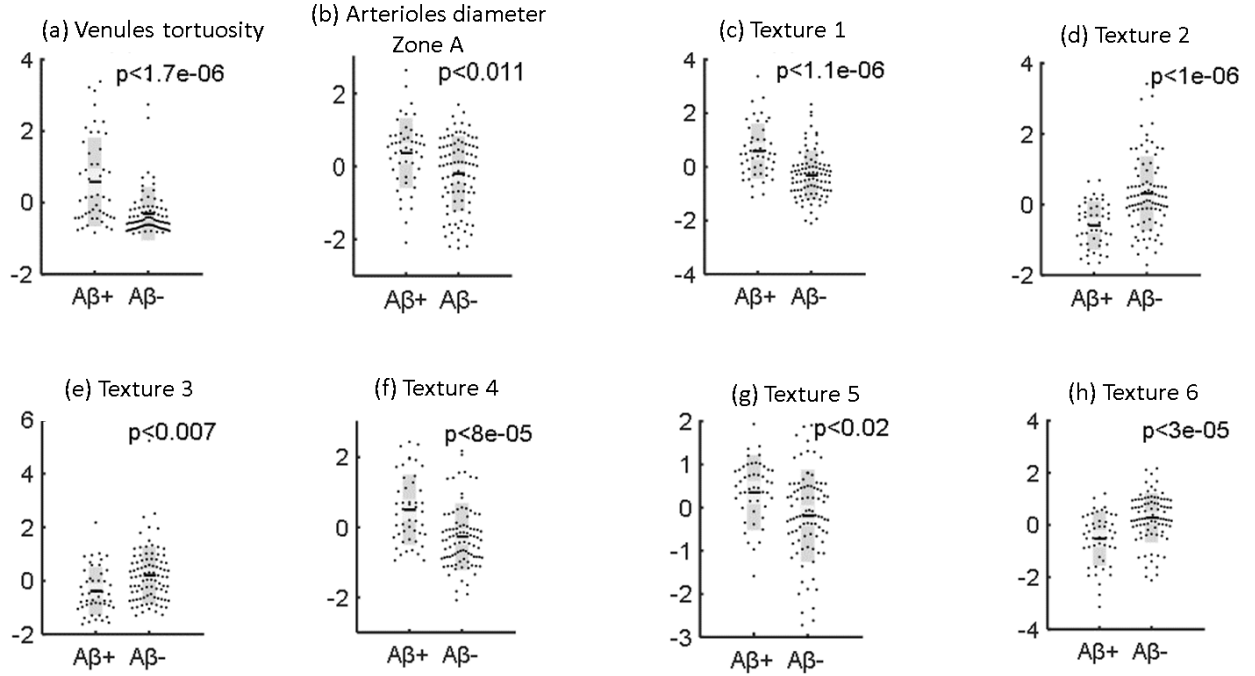 (a) Venules tortuosity
4
2
0
-2
p<1.7e-06
Aβ+ Aβ-
(b) Arterioles diameter
Zone A
2
0
-2
p<0.011
Aβ+ Aβ-
(c) Texture 1
4
2
0
-2
-4
p<1.1e-06
Aβ+ Aβ-
(d) Texture 2
4
2
0
-2
p<1e-06
Aβ+ Aβ-
(e) Texture 3
6
4
2
0
-2
p<0.007
Aβ+ Aβ-
(f) Texture 4
2
0
-2
p<8e-05
Aβ+ Aβ-
(g) Texture 5
2
1
0
-1
-2
-3
p<0.02
Aβ+ Aβ-
(h) Texture 6
4
2
0
-2
-4
p<3e-05
Aβ+ Aβ-